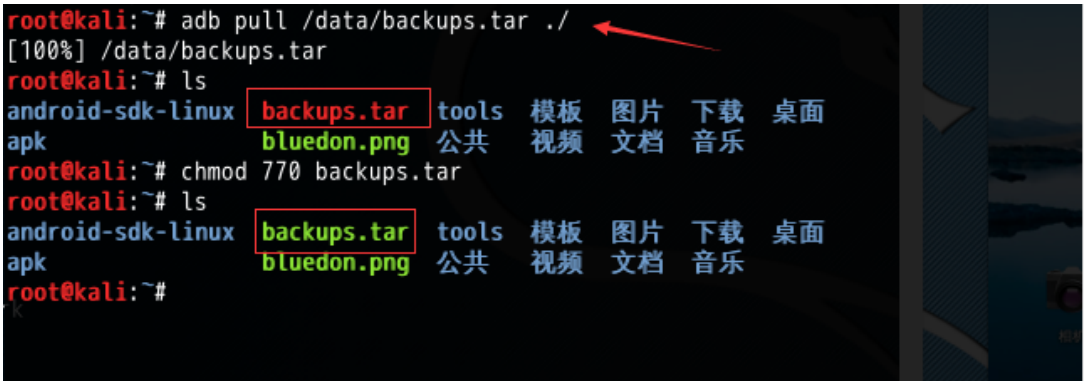 root@kali:~# adb pull /data/backups.tar ./
[100%] /data/backups.tar
root@kali:~# ls
android-sdk-linux backups.tar tools 模板 图片 下载 桌面
apk bluedon.png 公共 视频 文档 音乐
root@kali:~# chmod 770 backups.tar
root@kali:~# ls
android-sdk-linux backups.tar tools 模板 图片 下载 桌面
apk bluedon.png 公共 视频 文档 音乐
root@kali:~#